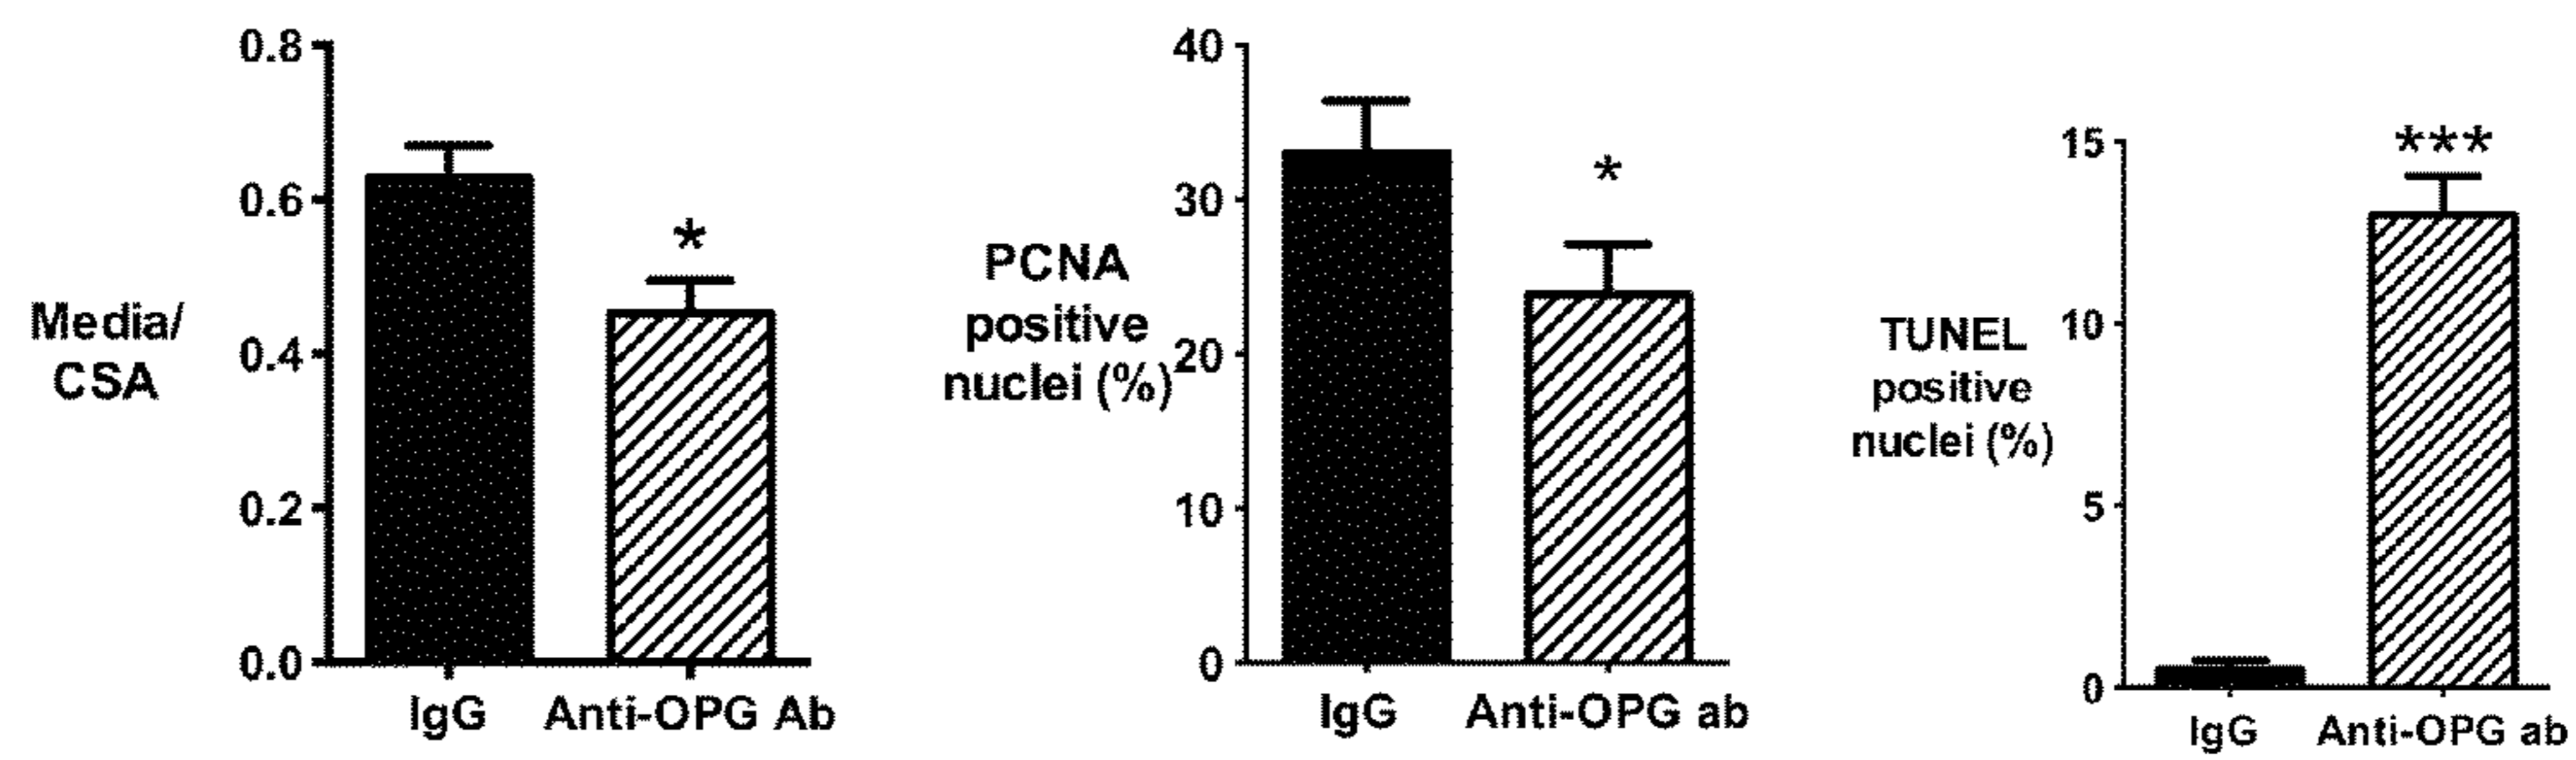 Media/
CSA
0.8
0.6
0.4
0.2
0.0
*
IgG
Anti-OPG Ab
PCNA
positive
nuclei (%)
40
30
20
10
0
*
IgG
Anti-OPG ab
TUNEL
positive
nuclei (%)
15
10
5
0
***
IgG
Anti-OPG ab